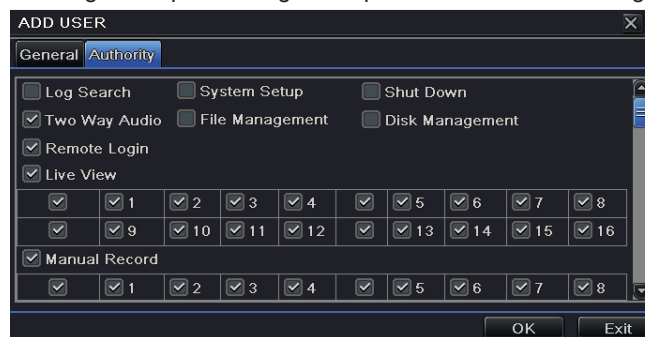 ADD USER X
General Authority
Log Search System Setup Shut Down
Two Way Audio File Management Disk Management
Remote Login
Live View
1 2 3 4 5 6 7 8
9 10 11 12 13 14 15 16
Manual Record
1 2 3 4 5 6 7 8
OK Exit